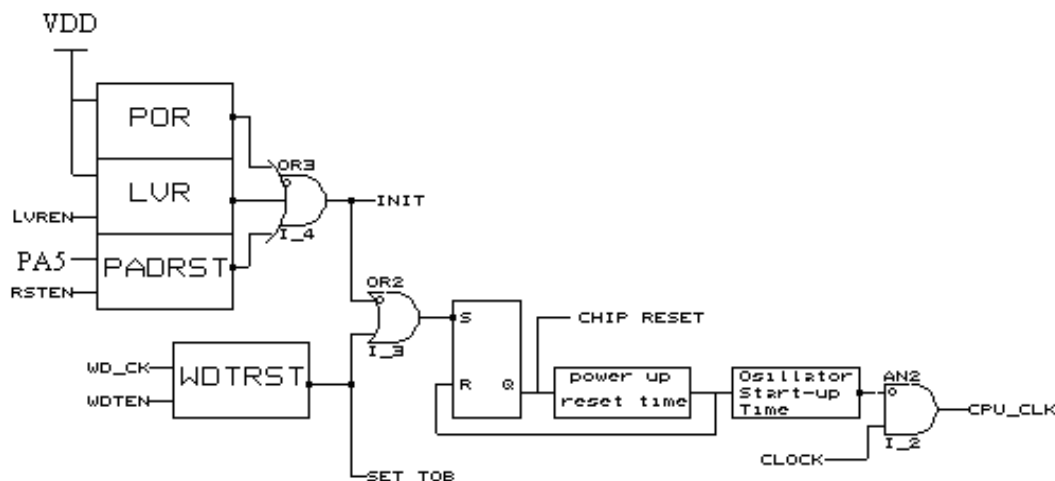 VDD
POR
OR3
LVR
INIT
LVREN
I_4
PA5
PADRST
RSTEN
OR2
S
CHIP RESET
I_3
WD_CK
WDTRST
WDTEN
R
Q
power up
reset time
Osillator
Start-up
Time
AN2
CPU_CLK
I_2
CLOCK
SET TOB